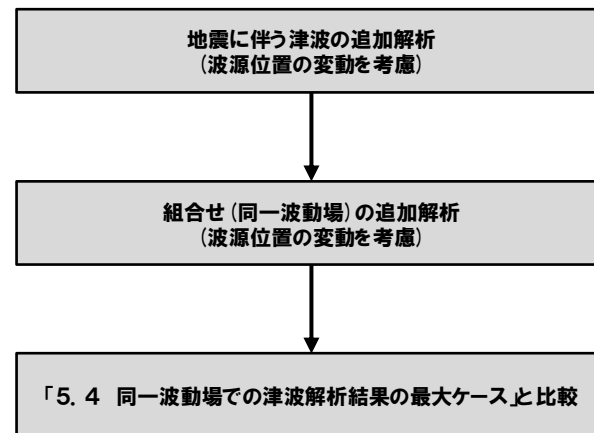 地震に伴う津波の追加解析
(波源位置の変動を考慮)
組合せ(同一波動場)の追加解析
(波源位置の変動を考慮)
「5.4 同一波動場での津波解析結果の最大ケース」と比較